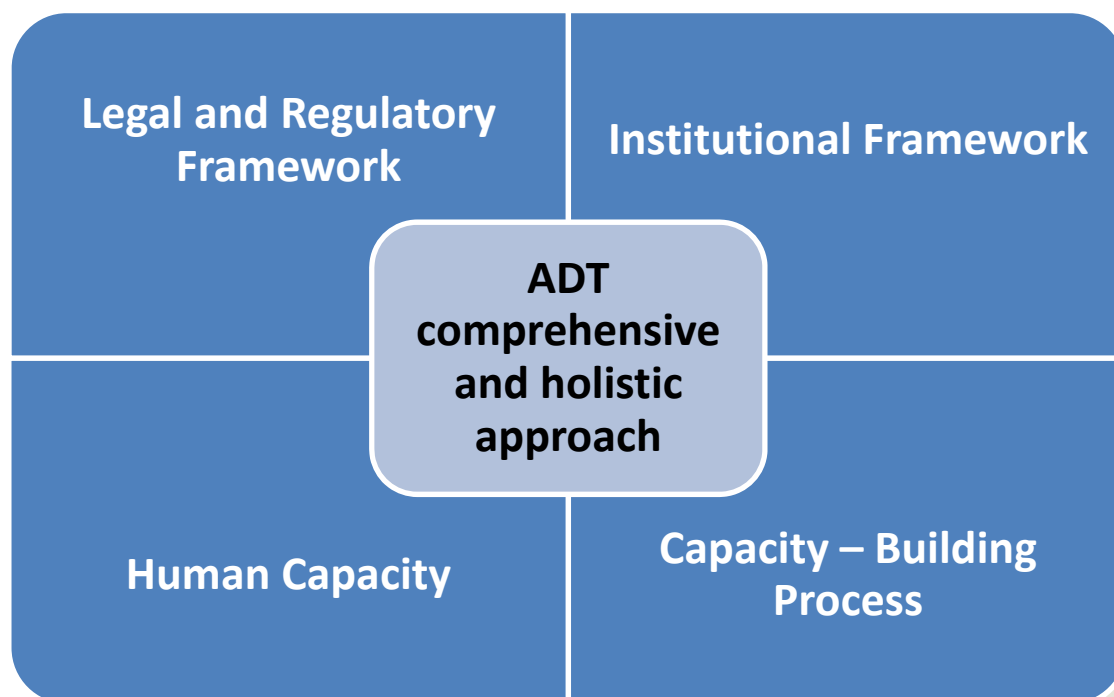 Legal and Regulatory
Framework
Institutional Framework
ADT
comprehensive
and holistic
approach
Human Capacity
Capacity – Building
Process